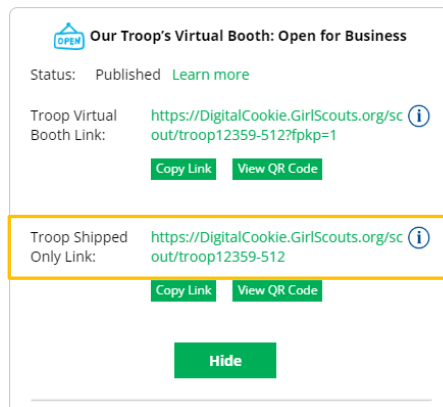 OPEN Our Troop's Virtual Booth: Open for Business
Status: Published Learn more
Troop Virtual https://DigitalCookie.GirlScouts.org/sc i
Booth Link: out/troop12359-512?fpkp=1
Copy Link View QR Code
Troop Shipped https://DigitalCookie.GirlScouts.org/sc i
Only Link: out/troop12359-512
Copy Link View QR Code
Hide